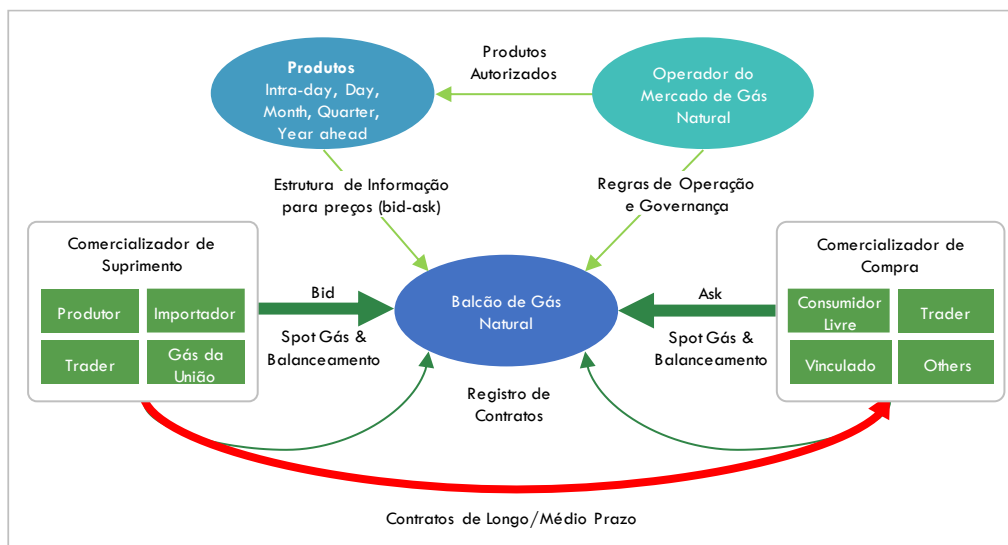 Produtos
Autorizados
Produtos
Intra-day, Day,
Month, Quarter,
Year ahead
Operador do
Mercado de Gás
Natural
Estrutura de Informação
para preços (bid-ask)
Regras de Operação
e Governança
Comercializador de
Suprimento
Produtor
Importador
Trader
Gás da
União
Bid
Spot Gás &
Balanceamento
Balcão de Gás
Natural
Ask
Spot Gás &
Balanceamento
Comercializador de
Compra
Consumidor
Livre
Trader
Vinculado
Others
Registro de
Contratos
Contratos de Longo/Médio Prazo